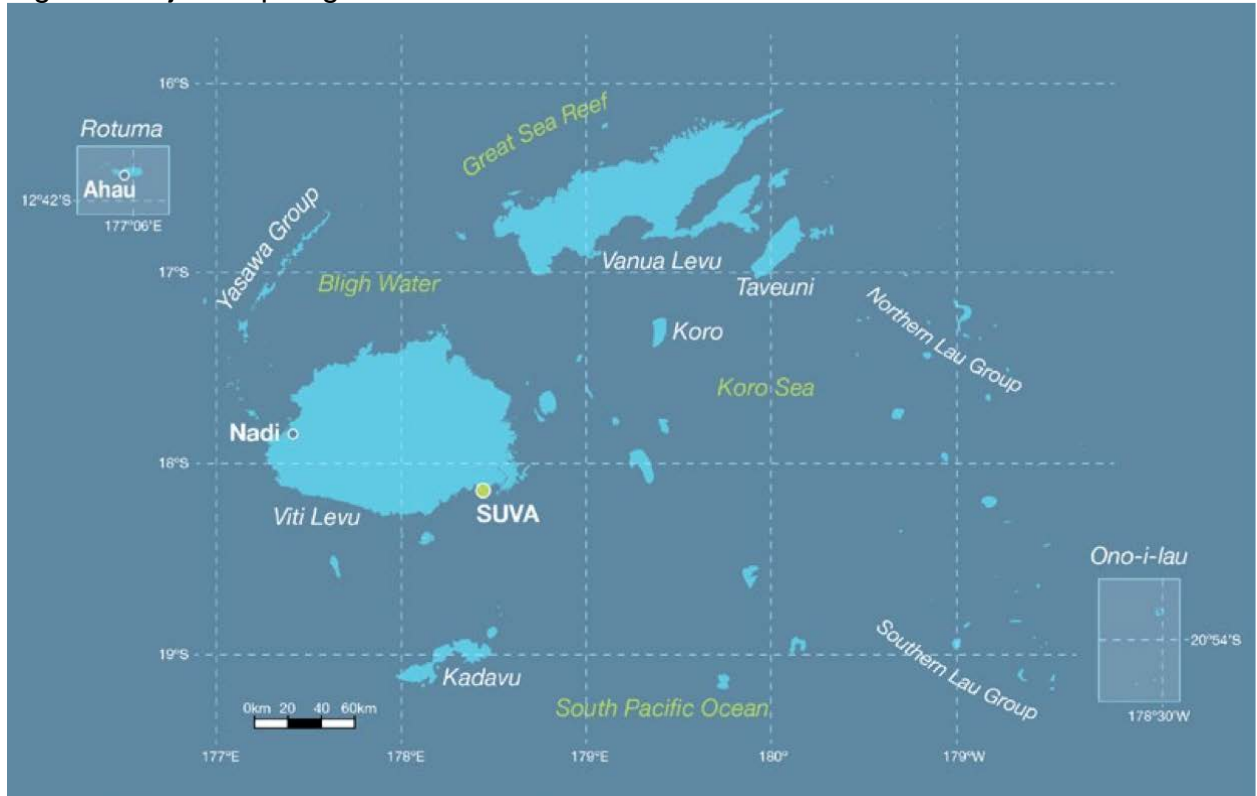 16°S
Great Sea Reef
Rotuma
Ahau
12°42'S
177°06'E
Yasawa Group
Vanua Levu
17°S
Bligh Water
Taveuni
Northern Lau Group
Koro
Koro Sea
Nadi
18°S
SUVA
Viti Levu
Ono-i-lau
20°54'S
178°30'W
Southern Lau Group
19°S
Kadavu
0km 20 40 60km
South Pacific Ocean
177°E 178°E 179°E 180° 179°W